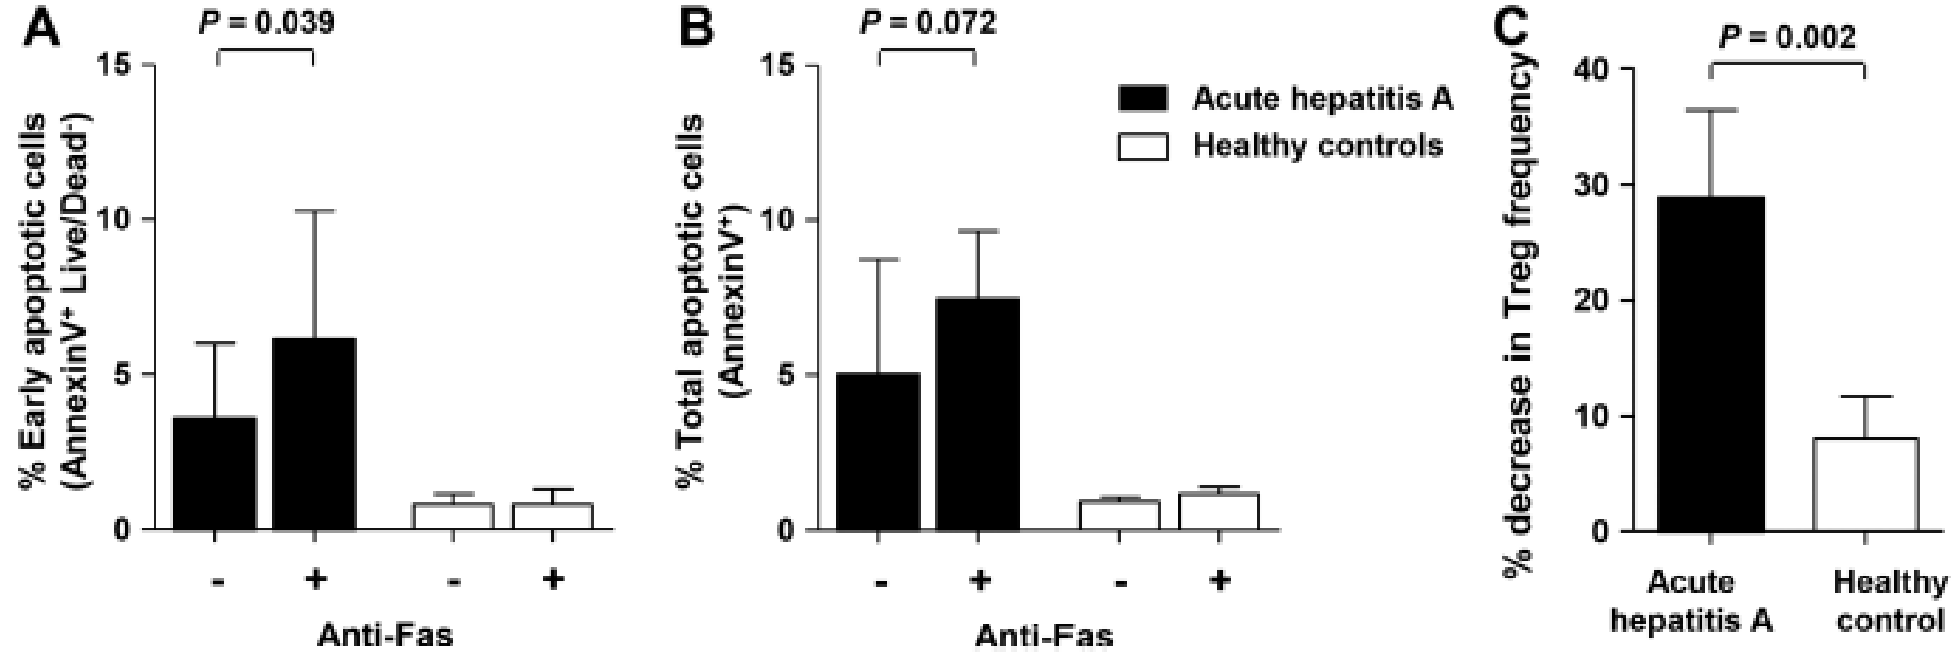 A
P = 0.039
15
10
5
0
% Early apoptotic cells
(AnnexinV⁺ Live/Dead⁻)
- + - +
Anti-Fas
B
P = 0.072
15
10
5
0
% Total apoptotic cells
(AnnexinV⁺)
- + - +
Anti-Fas
Acute hepatitis A
Healthy controls
C
P = 0.002
40
30
20
10
0
% decrease in Treg frequency
Acute
hepatitis A
Healthy
control